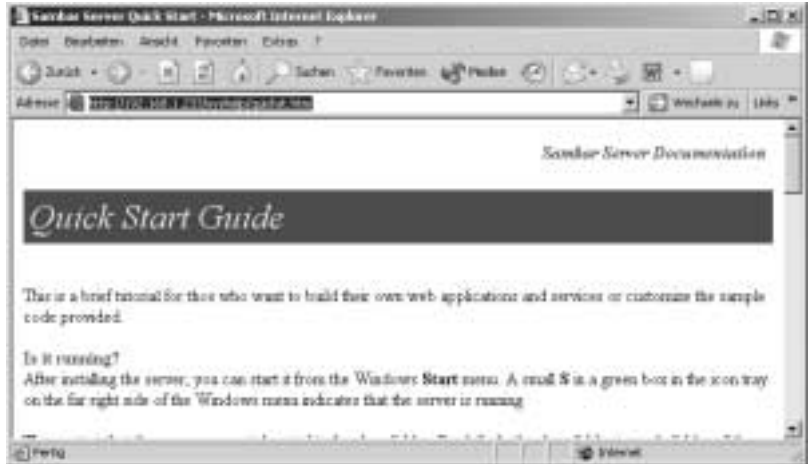 Sambar Server Quick Start - Microsoft Internet Explorer
Datei Bearbeiten Ansicht Favoriten Extras ?
Zurück Suchen Favoriten Medien
Adresse Wechseln zu Links »
Sambar Server Documentation
Quick Start Guide
This is a brief tutorial for those who want to build their own web applications and services or customize the sample
code provided.
Is it running?
After installing the server, you can start it from the Windows Start menu. A small S in a green box in the icon tray
on the far right side of the Windows menu indicates that the server is running
Fertig Internet